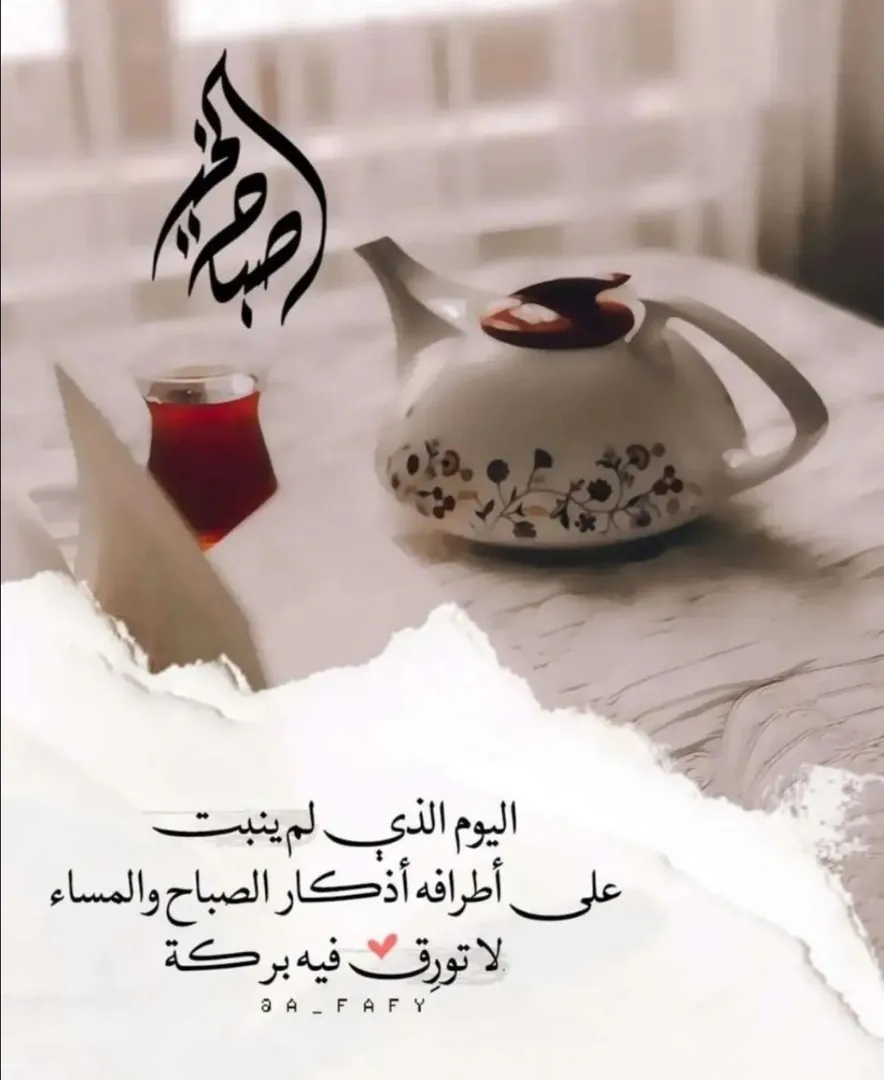 صباح الخير
اليوم الذي لم ينبت
على أطرافه أذكار الصباح والمساء
لا تورِق فيه بركة
@A_FAFY